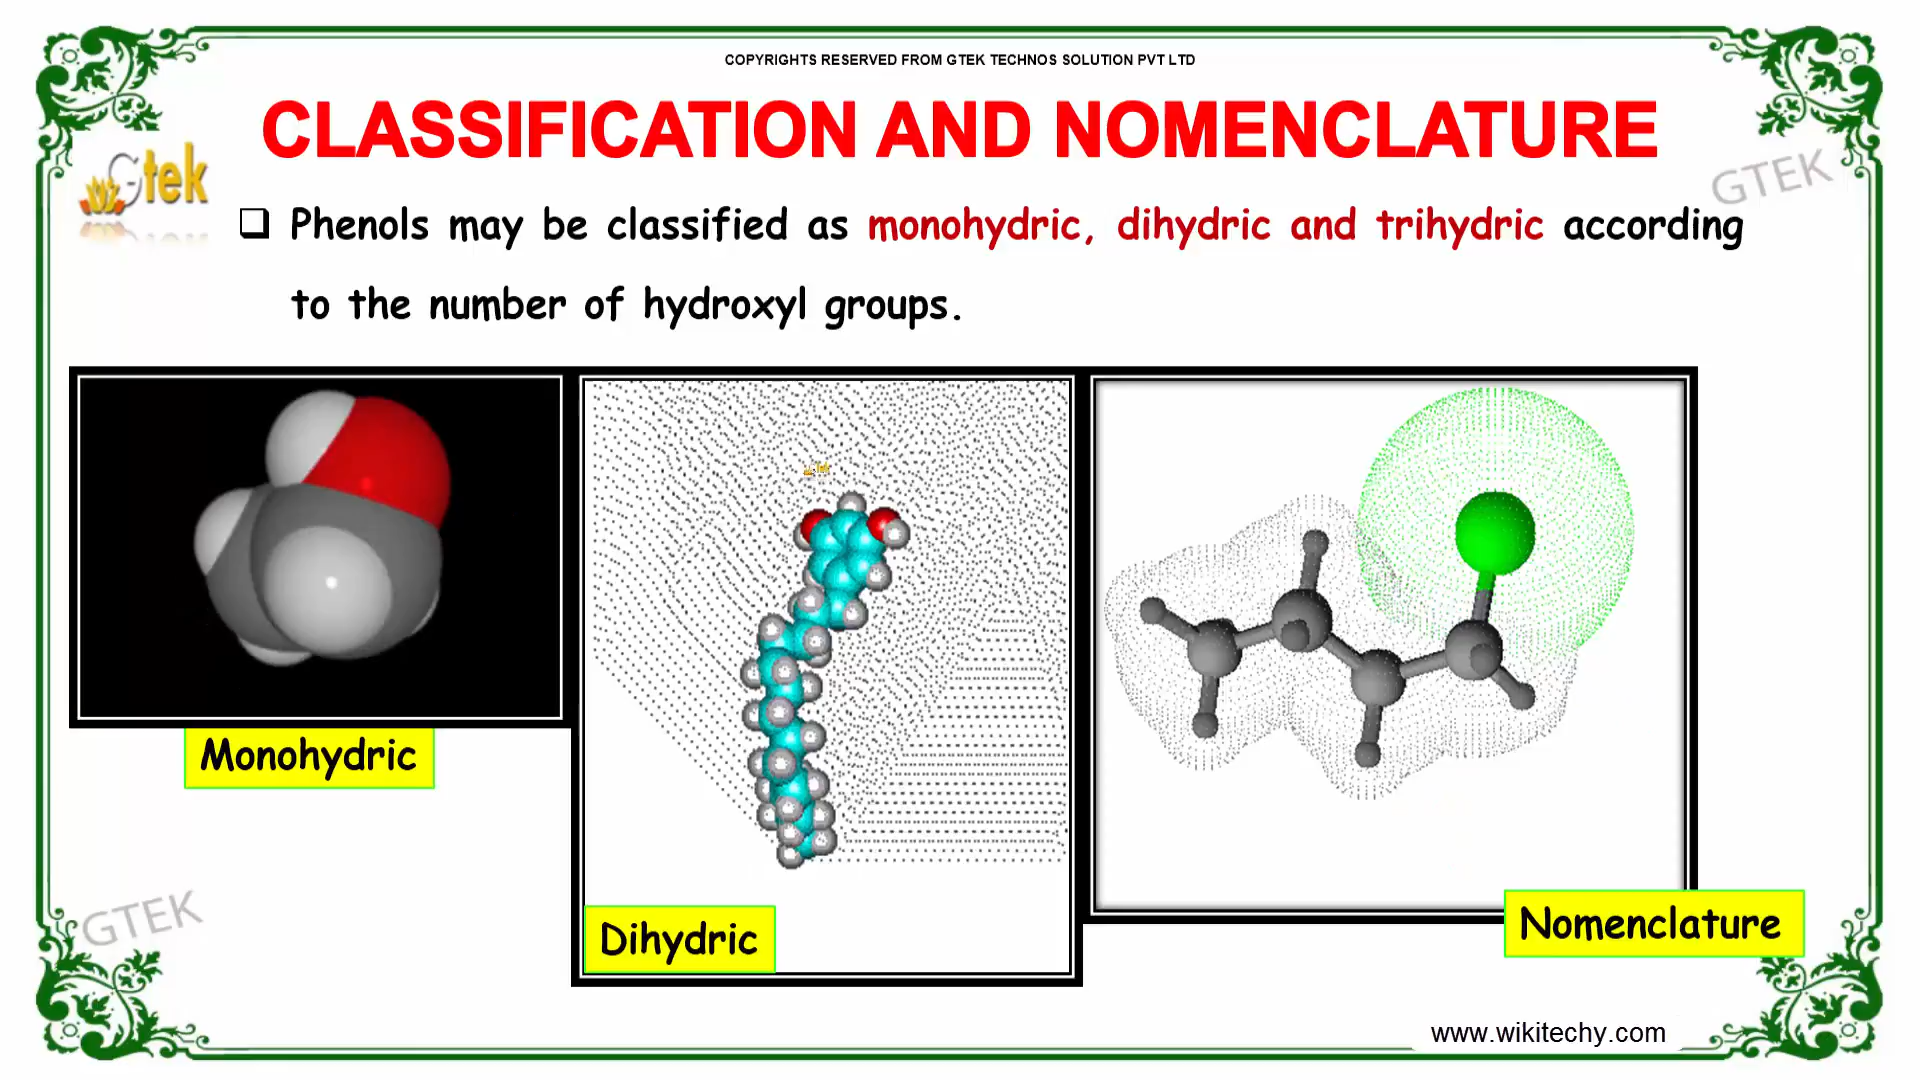 COPYRIGHTS RESERVED FROM GTEK TECHNOS SOLUTION PVT LTD
CLASSIFICATION AND NOMENCLATURE
Gtek
GTEK
❑ Phenols may be classified as monohydric, dihydric and trihydric according
to the number of hydroxyl groups.
Monohydric
Dihydric
Nomenclature
GTEK
www.wikitechy.com